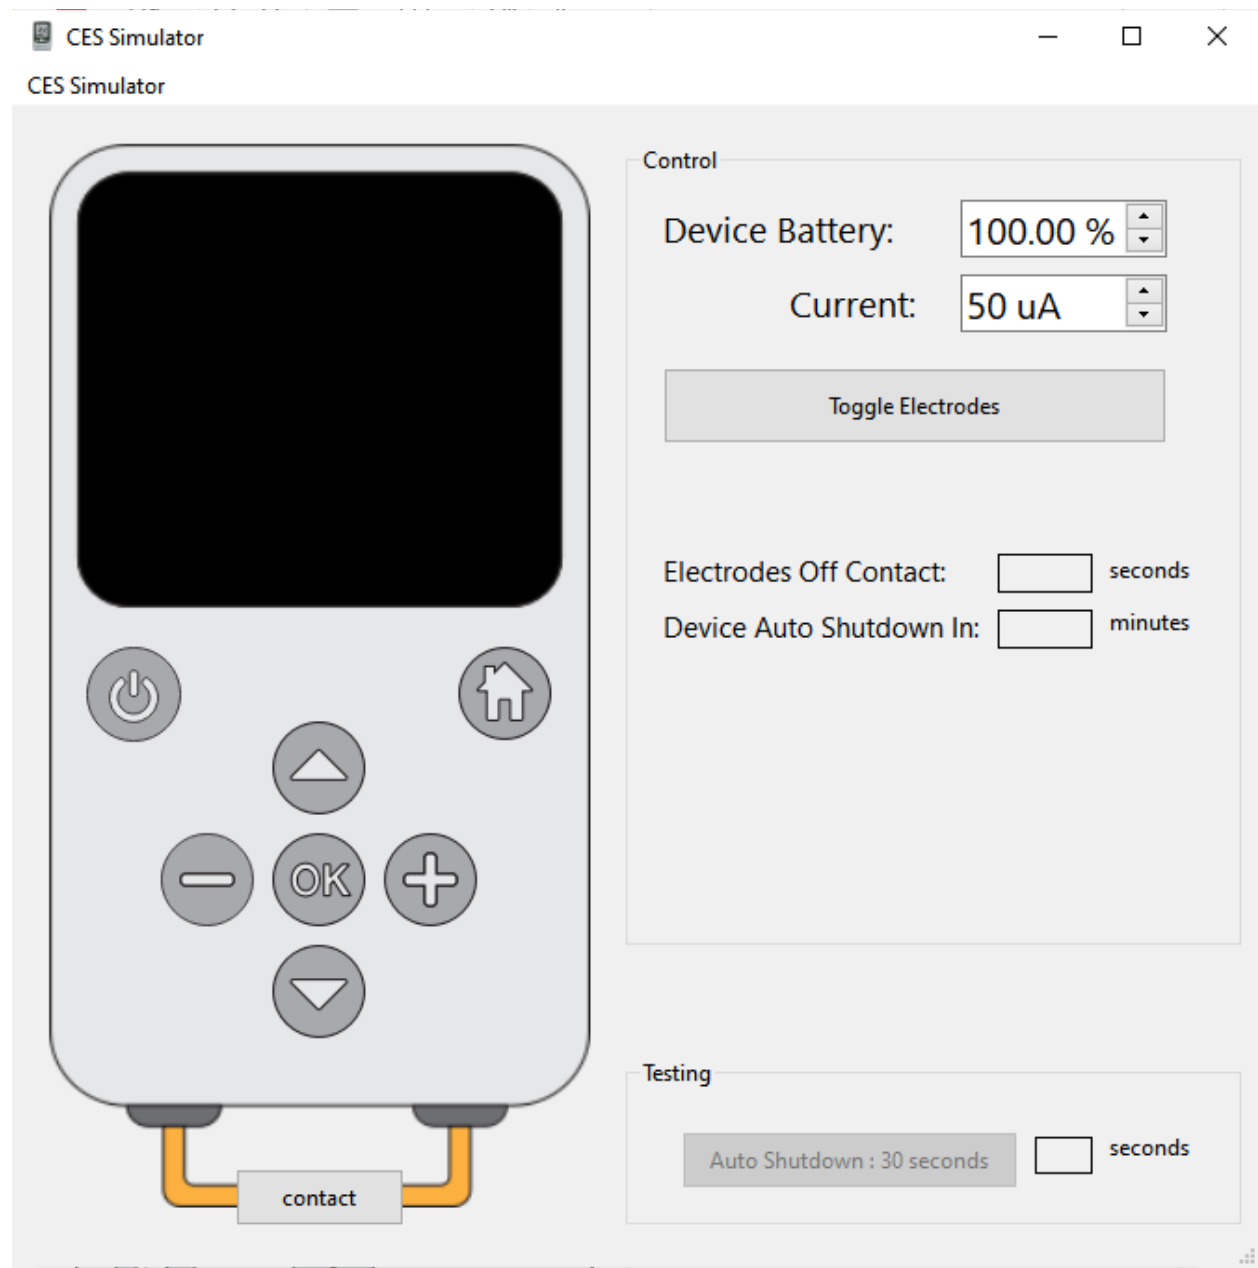 CES Simulator
CES Simulator
Control
Device Battery: 100.00 %
Current: 50 uA
Toggle Electrodes
Electrodes Off Contact: seconds
Device Auto Shutdown In: minutes
OK
Testing
Auto Shutdown : 30 seconds seconds
contact